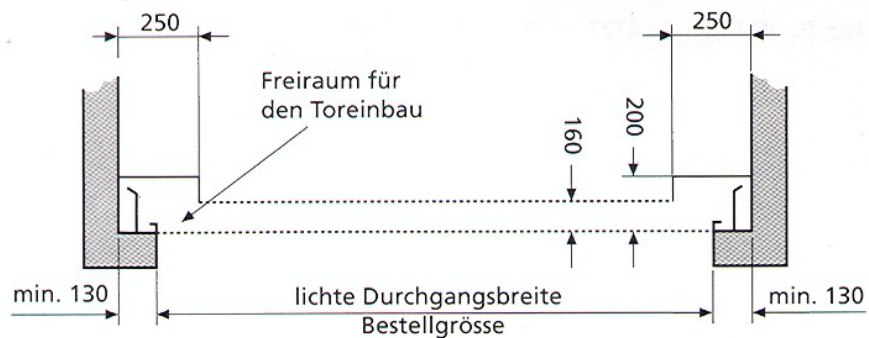 250
250
Freiraum für
den Toreinbau
160
200
min. 130
lichte Durchgangsbreite
min. 130
Bestellgrösse